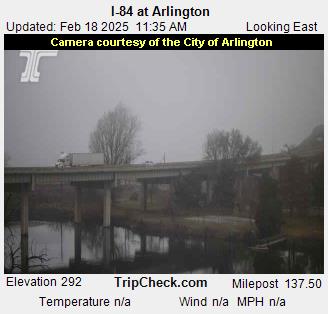 I-84 at Arlington
Updated: Feb 18 2025 11:35 AM Looking East
Camera courtesy of the City of Arlington
Elevation 292 TripCheck.com Milepost 137.50
Temperature n/a Wind n/a MPH n/a